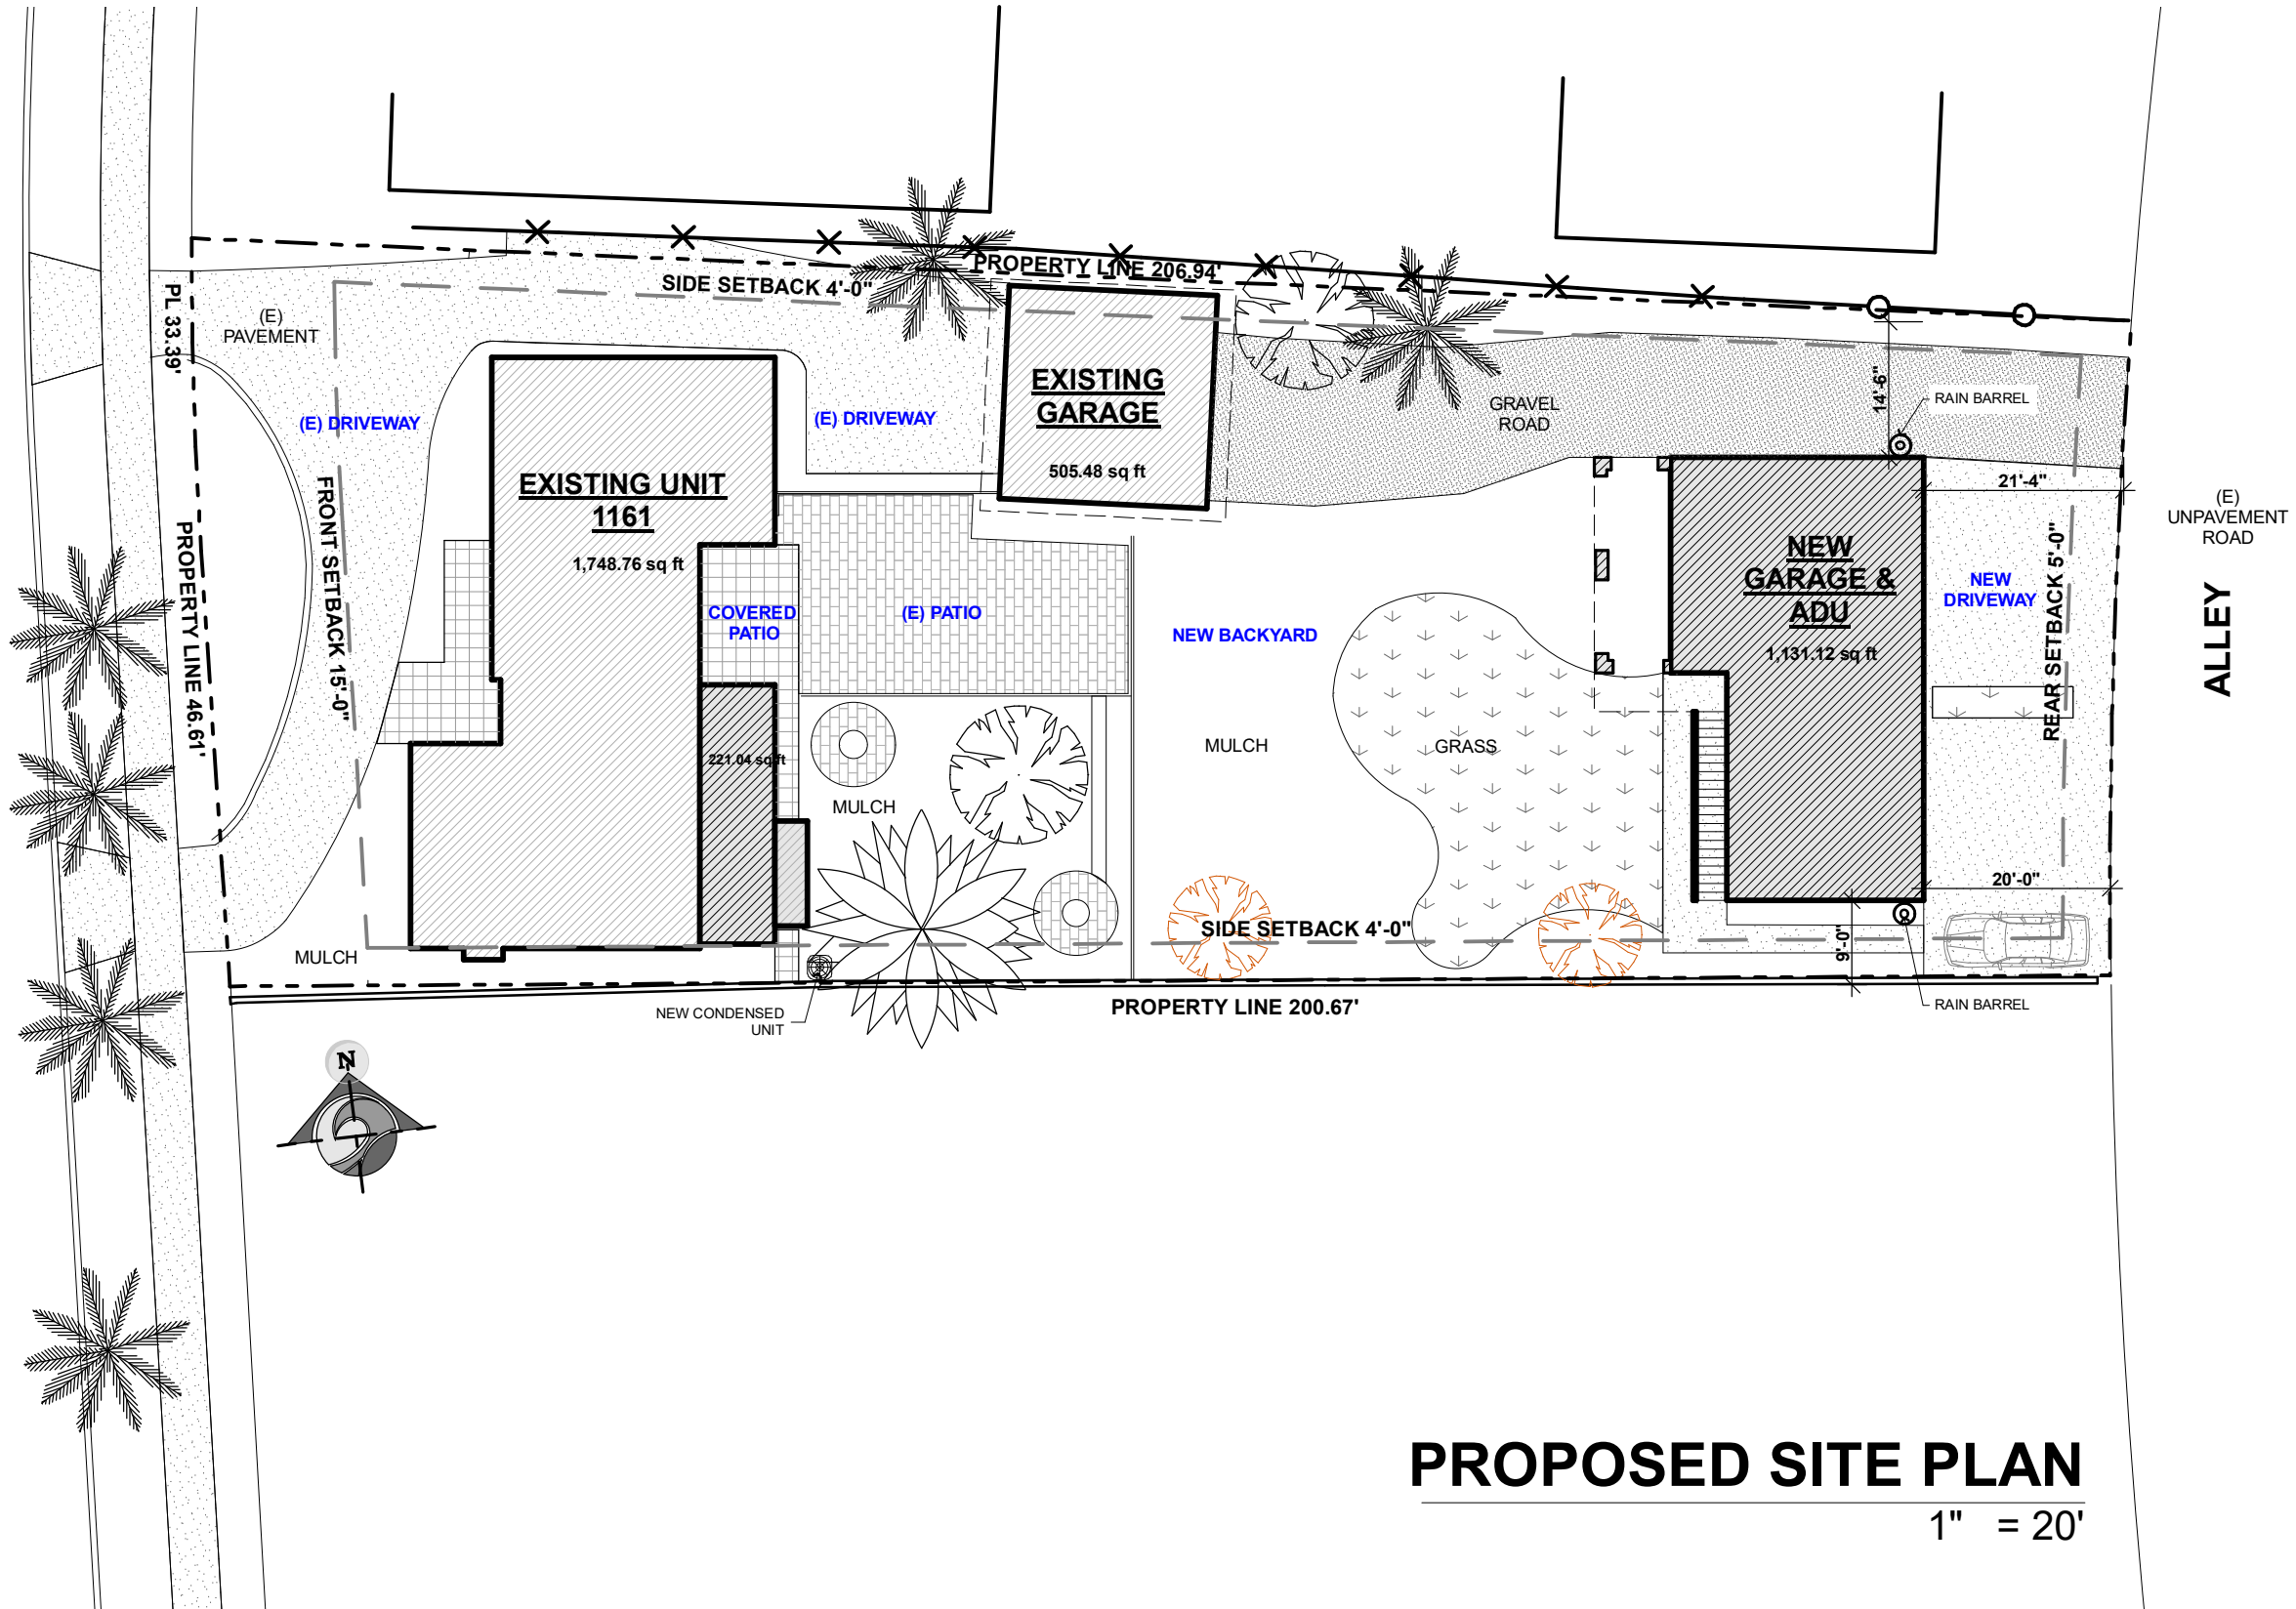 PROPERTY LINE 206.94'
SIDE SETBACK 4'-0"
PL 33.39'
(E)
PAVEMENT
(E) DRIVEWAY
(E) DRIVEWAY
EXISTING
GARAGE
505.48 sq ft
GRAVEL
ROAD
14'-6"
RAIN BARREL
EXISTING UNIT
1161
1,748.76 sq ft
FRONT SETBACK 15'-0"
PROPERTY LINE 46.61'
COVERED
PATIO
(E) PATIO
NEW BACKYARD
NEW
GARAGE &
ADU
1,131.12 sq ft
21'-4"
NEW
DRIVEWAY
REAR SETBACK 5'-0"
(E)
UNPAVEMENT
ROAD
ALLEY
221.04 sq ft
MULCH
MULCH
GRASS
20'-0"
SIDE SETBACK 4'-0"
9'-0"
MULCH
NEW CONDENSED
UNIT
PROPERTY LINE 200.67'
RAIN BARREL
N
PROPOSED SITE PLAN
1" = 20'